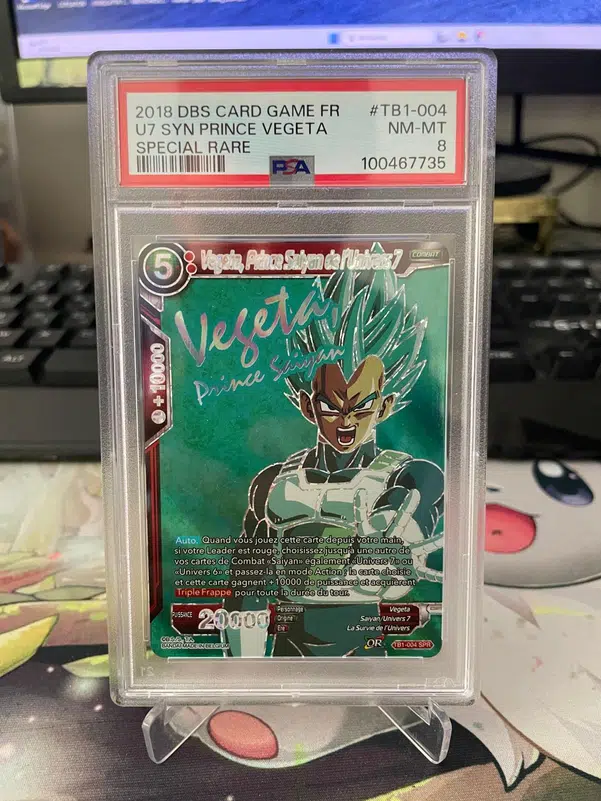 2018 DBS CARD GAME FR #TB1-004
U7 SYN PRINCE VEGETA NM-MT
SPECIAL RARE 8
PSA 100467735
5 Vegeta, Prince Saiyan de l'Univers 7 COMBAT
Vegeta,
Prince Saiyan
+10000
Auto. Quand vous jouez cette carte depuis votre main,
si votre Leader est rouge, choisissez jusqu'à une autre de
vos cartes de Combat «Saiyan» également «Univers 7» ou
«Univers 6» et passez-la en mode Action : la carte choisie
et cette carte gagnent +10000 de puissance et acquièrent
Triple Frappe pour toute la durée du tour.
PUISSANCE 20000
Personnage Vegeta
Origine Saiyan/Univers 7
Ère La Survie de l'Univers
BANDAI MADE IN BELGIUM
QR TB1-004 SPR